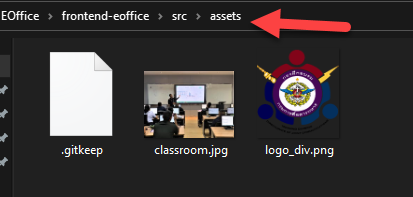 EOffice > frontend-eoffice > src > assets
.gitkeep
classroom.jpg
logo_div.png